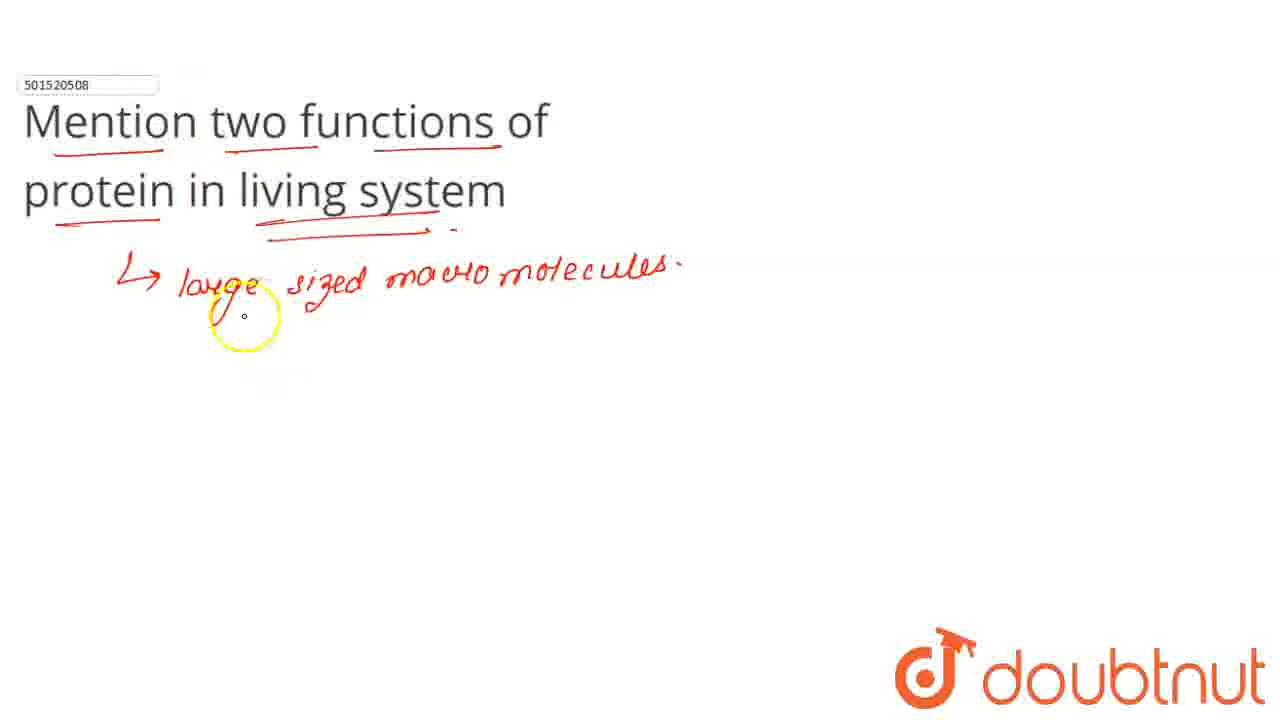 501520508
Mention two functions of
protein in living system
↳ large sized macromolecules.
doubtnut